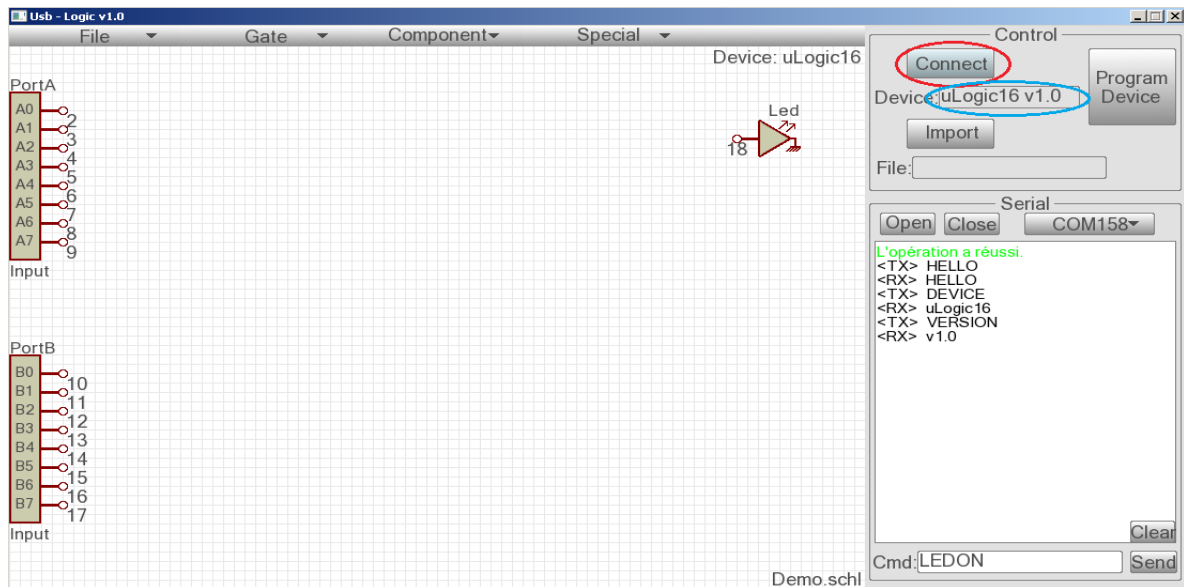 Usb - Logic v1.0
File Gate Component Special
Device: uLogic16
PortA
A0
A1
A2
A3
A4
A5
A6
A7
2
3
4
5
6
7
8
9
Input
Led
18
PortB
B0
B1
B2
B3
B4
B5
B6
B7
10
11
12
13
14
15
16
17
Input
Demo.schl
Control
Connect
Program
Device
Device: uLogic16 v1.0
Import
File:
Serial
Open Close COM158
L'opération a réussi.
<TX> HELLO
<RX> HELLO
<TX> DEVICE
<RX> uLogic16
<TX> VERSION
<RX> v1.0
Clear
Cmd: LEDON Send